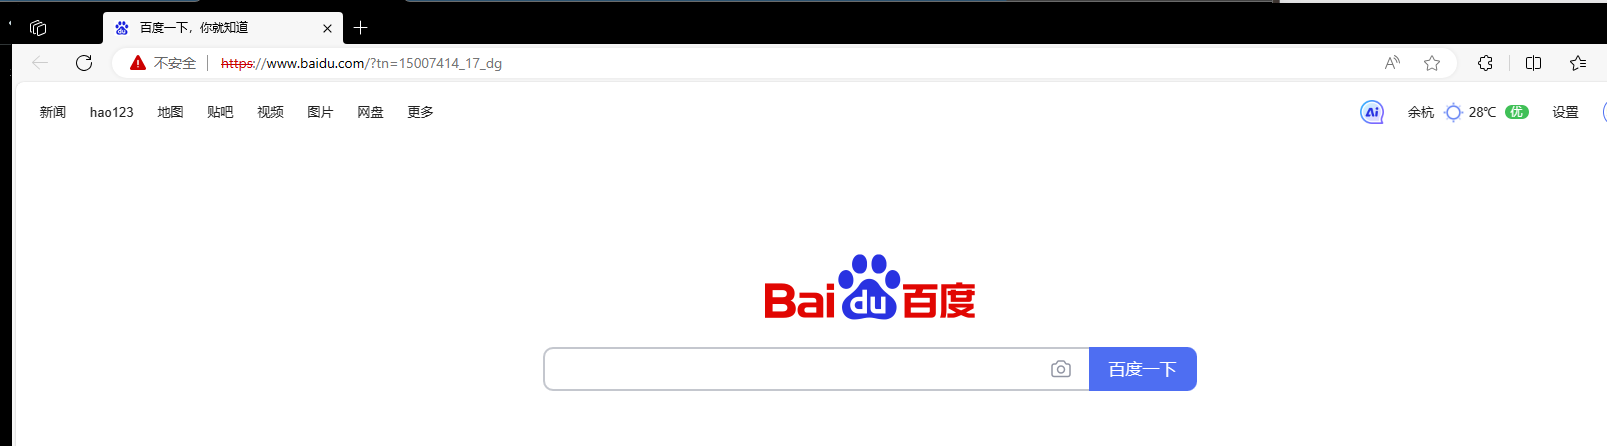 百度一下，你就知道
不安全 https://www.baidu.com/?tn=15007414_17_dg A
新闻 hao123 地图 贴吧 视频 图片 网盘 更多 Ai 余杭 28℃ 优 设置
Bai du 百度
百度一下